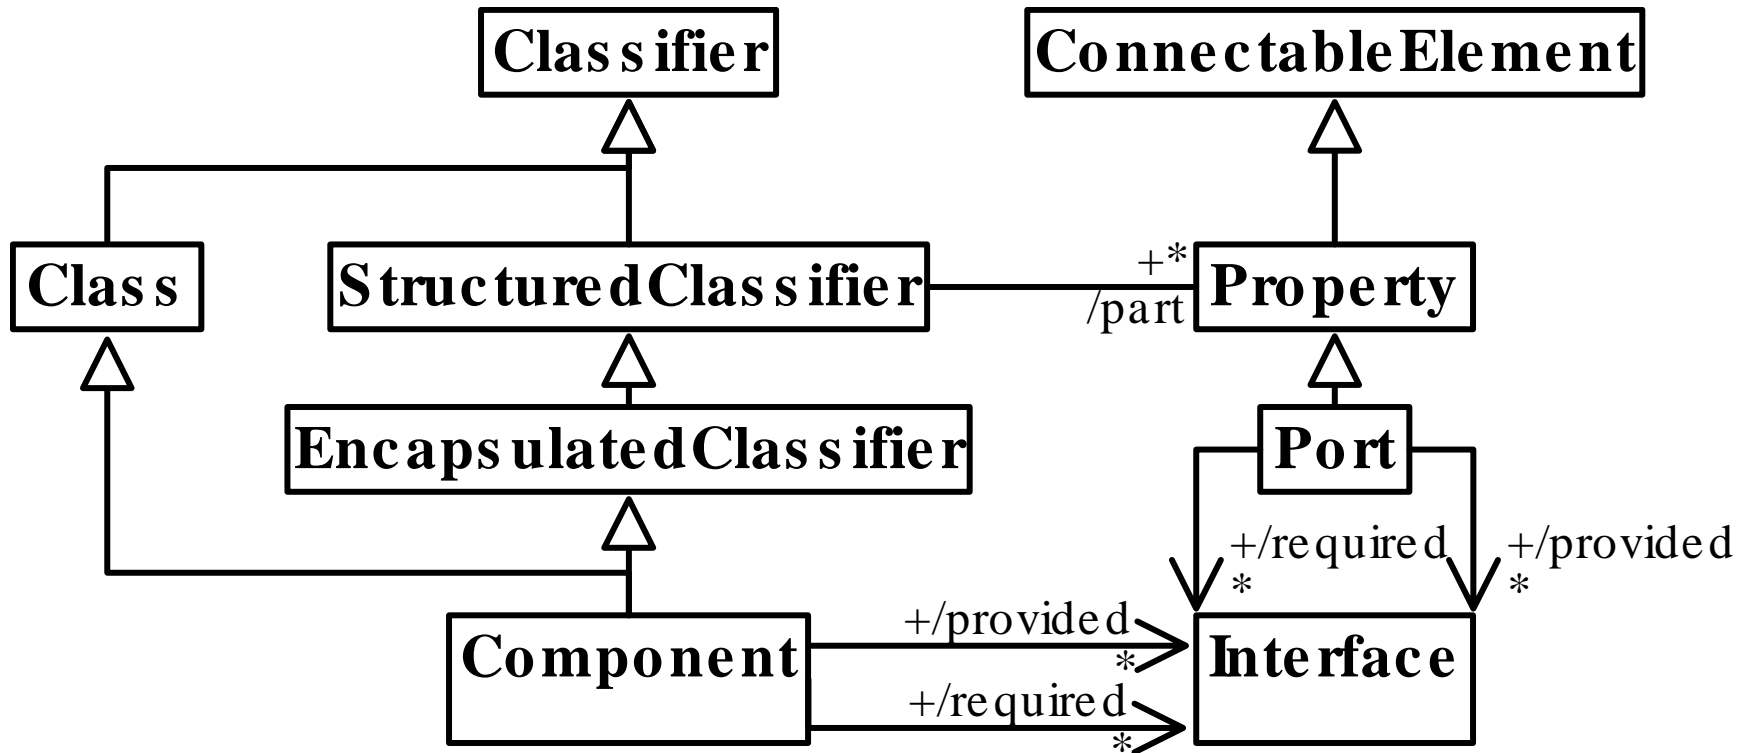 Classifier
ConnectableElement
Class
StructuredClassifier
+*
/part
Property
EncapsulatedClassifier
Port
+/required
*
+/provided
*
Component
+/provided
*
Interface
+/required
*